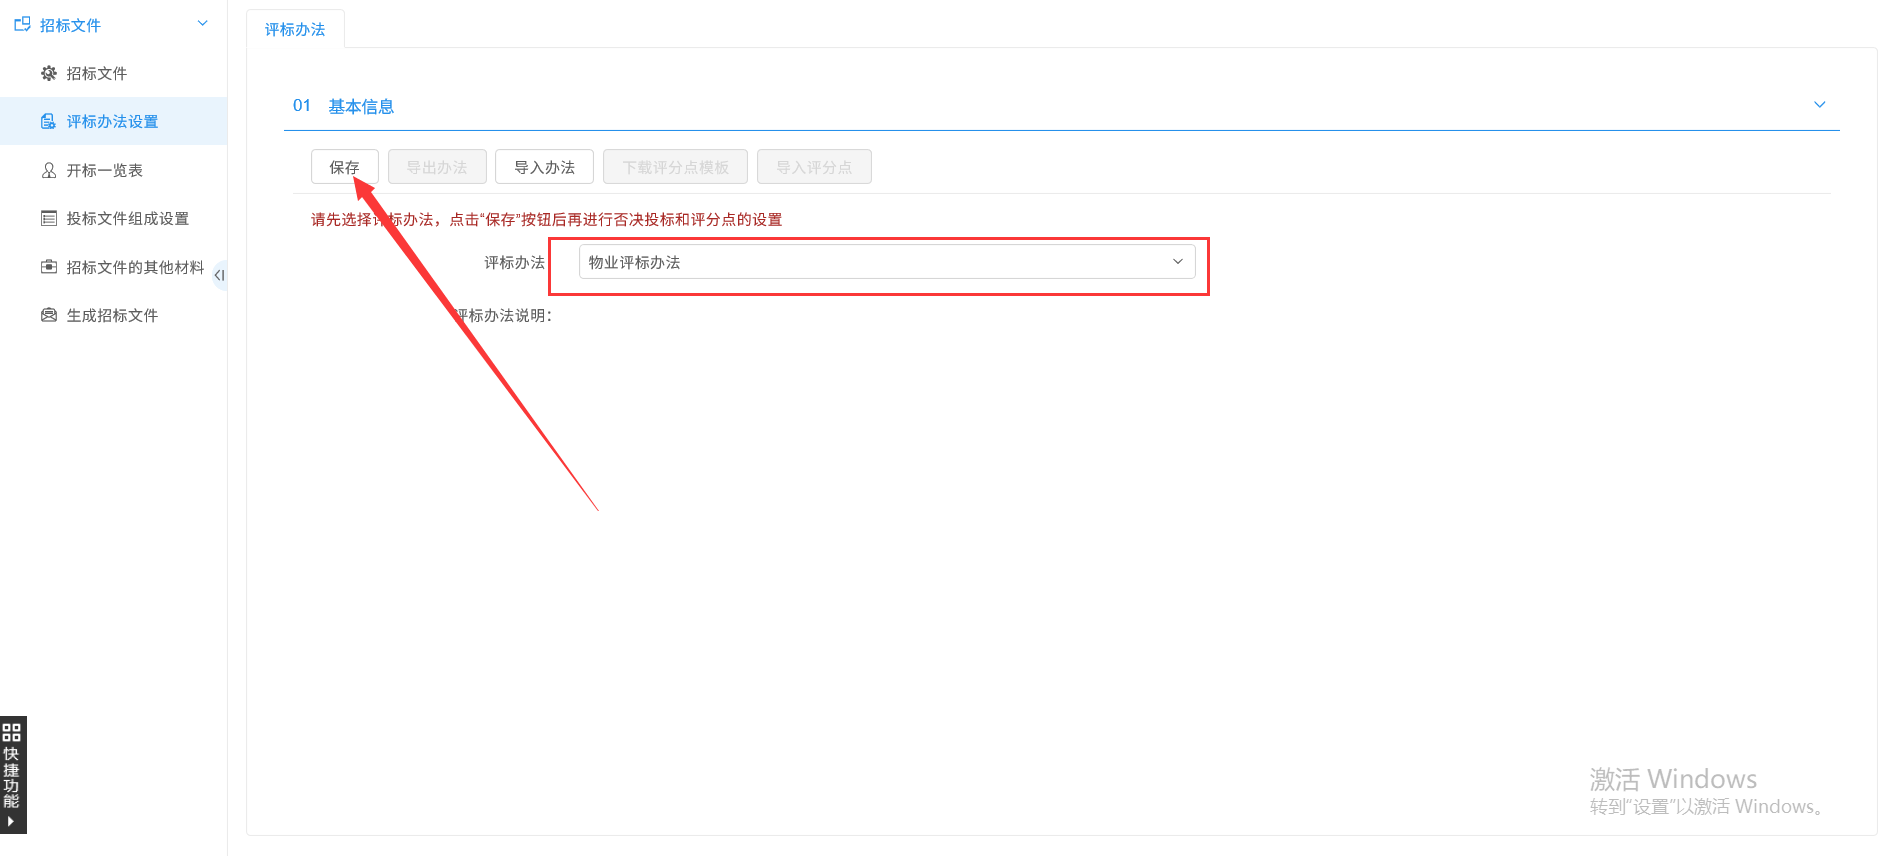 招标文件
招标文件
评标办法设置
开标一览表
投标文件组成设置
招标文件的其他材料
生成招标文件
快捷功能
评标办法
01 基本信息
保存 导出办法 导入办法 下载评分点模板 导入评分点
请先选择评标办法，点击“保存”按钮后再进行否决投标和评分点的设置
评标办法 物业评标办法
评标办法说明：
激活 Windows
转到“设置”以激活 Windows。